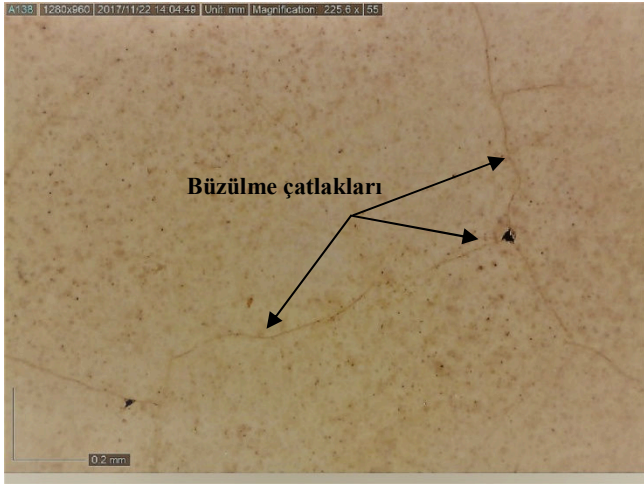 A138 1280x960 2017/11/22 14:04:49 Unit: mm Magnification: 225.6 x 55
Büzülme çatlakları
0.2 mm